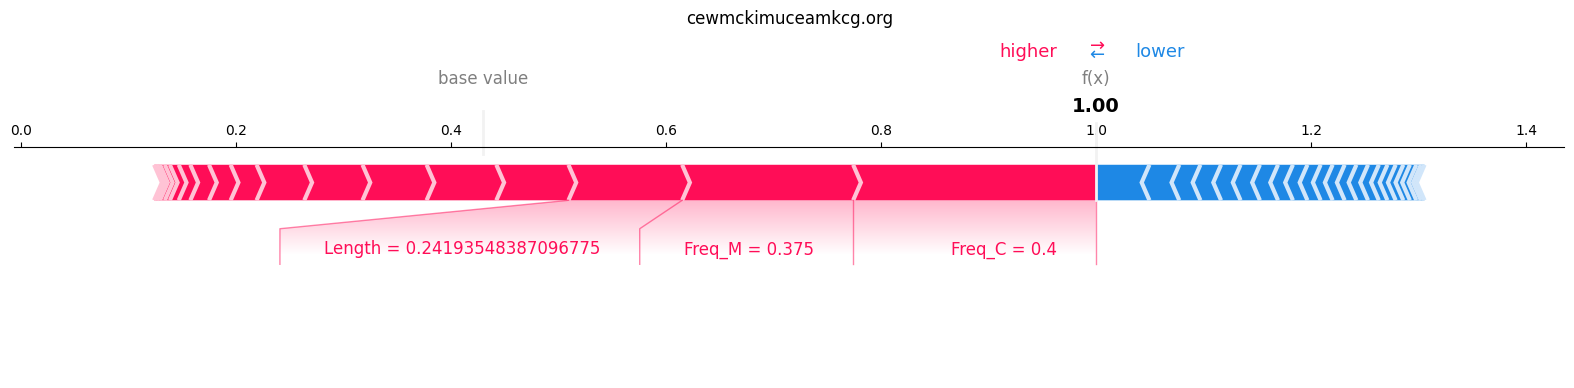 cewmckimuceamkcg.org
higher → ← lower
base value f(x)
1.00
0.0 0.2 0.4 0.6 0.8 1.0 1.2 1.4
Length = 0.24193548387096775 Freq_M = 0.375 Freq_C = 0.4